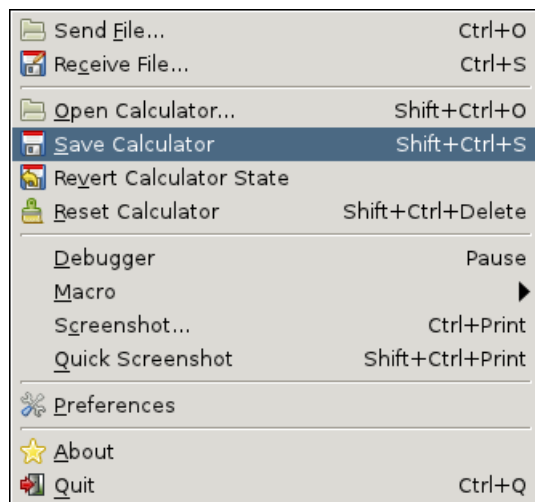 Send File... Ctrl+O
Receive File... Ctrl+S
Open Calculator... Shift+Ctrl+O
Save Calculator Shift+Ctrl+S
Revert Calculator State
Reset Calculator Shift+Ctrl+Delete
Debugger Pause
Macro
Screenshot... Ctrl+Print
Quick Screenshot Shift+Ctrl+Print
Preferences
About
Quit Ctrl+Q